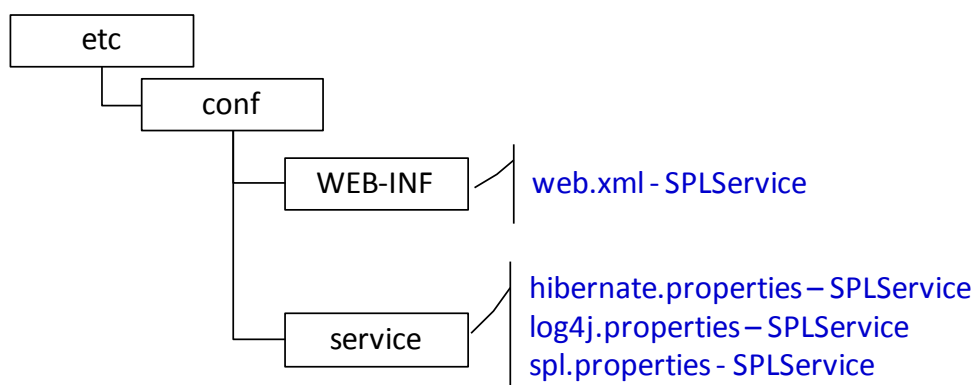 etc
conf
WEB-INF
web.xml - SPLService
hibernate.properties – SPLService
log4j.properties – SPLService
spl.properties - SPLService
service